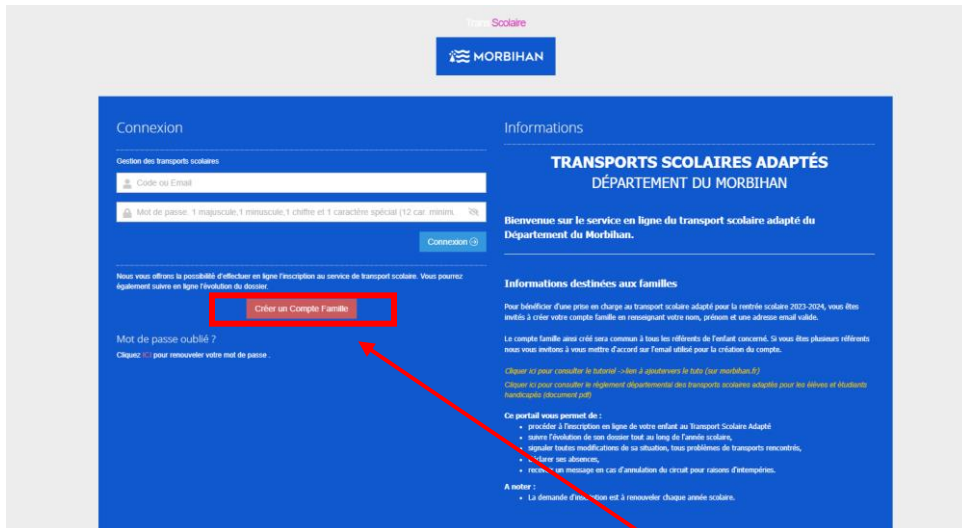 Trans Scolaire
MORBIHAN
Connexion
Gestion des transports scolaires
Code ou Email
Mot de passe :1 majuscule,1 minuscule,1 chiffre et 1 caractère spécial (12 car. minim.
Connexion
Nous vous offrons la possibilité d'effectuer en ligne l'inscription au service de transport scolaire. Vous pourrez
également suivre en ligne l'évolution du dossier.
Créer un Compte Famille
Mot de passe oublié ?
Cliquez ICI pour renouveler votre mot de passe .
Informations
TRANSPORTS SCOLAIRES ADAPTÉS
DÉPARTEMENT DU MORBIHAN
Bienvenue sur le service en ligne du transport scolaire adapté du
Département du Morbihan.
Informations destinées aux familles
Pour bénéficier d'une prise en charge au transport scolaire adapté pour la rentrée scolaire 2023-2024, vous êtes
invités à créer votre compte famille en renseignant votre nom, prénom et une adresse email valide.
Le compte famille ainsi créé sera commun à tous les référents de l'enfant concerné. Si vous êtes plusieurs référents
nous vous invitons à vous mettre d'accord sur l'email utilisé pour la création du compte.
Cliquer ici pour consulter le tutoriel ->lien à ajoutervers le tuto (sur morbihan.fr)
Cliquer ici pour consulter le règlement départemental des transports scolaires adaptés pour les élèves et étudiants
handicapés (document pdf)
Ce portail vous permet de :
procéder à l'inscription en ligne de votre enfant au Transport Scolaire Adapté
suivre l'évolution de son dossier tout au long de l'année scolaire,
signaler toutes modifications de sa situation, tous problèmes de transports rencontrés,
déclarer ses absences,
recevoir un message en cas d'annulation du circuit pour raisons d'intempéries.
A noter :
La demande d'inscription est à renouveler chaque année scolaire.